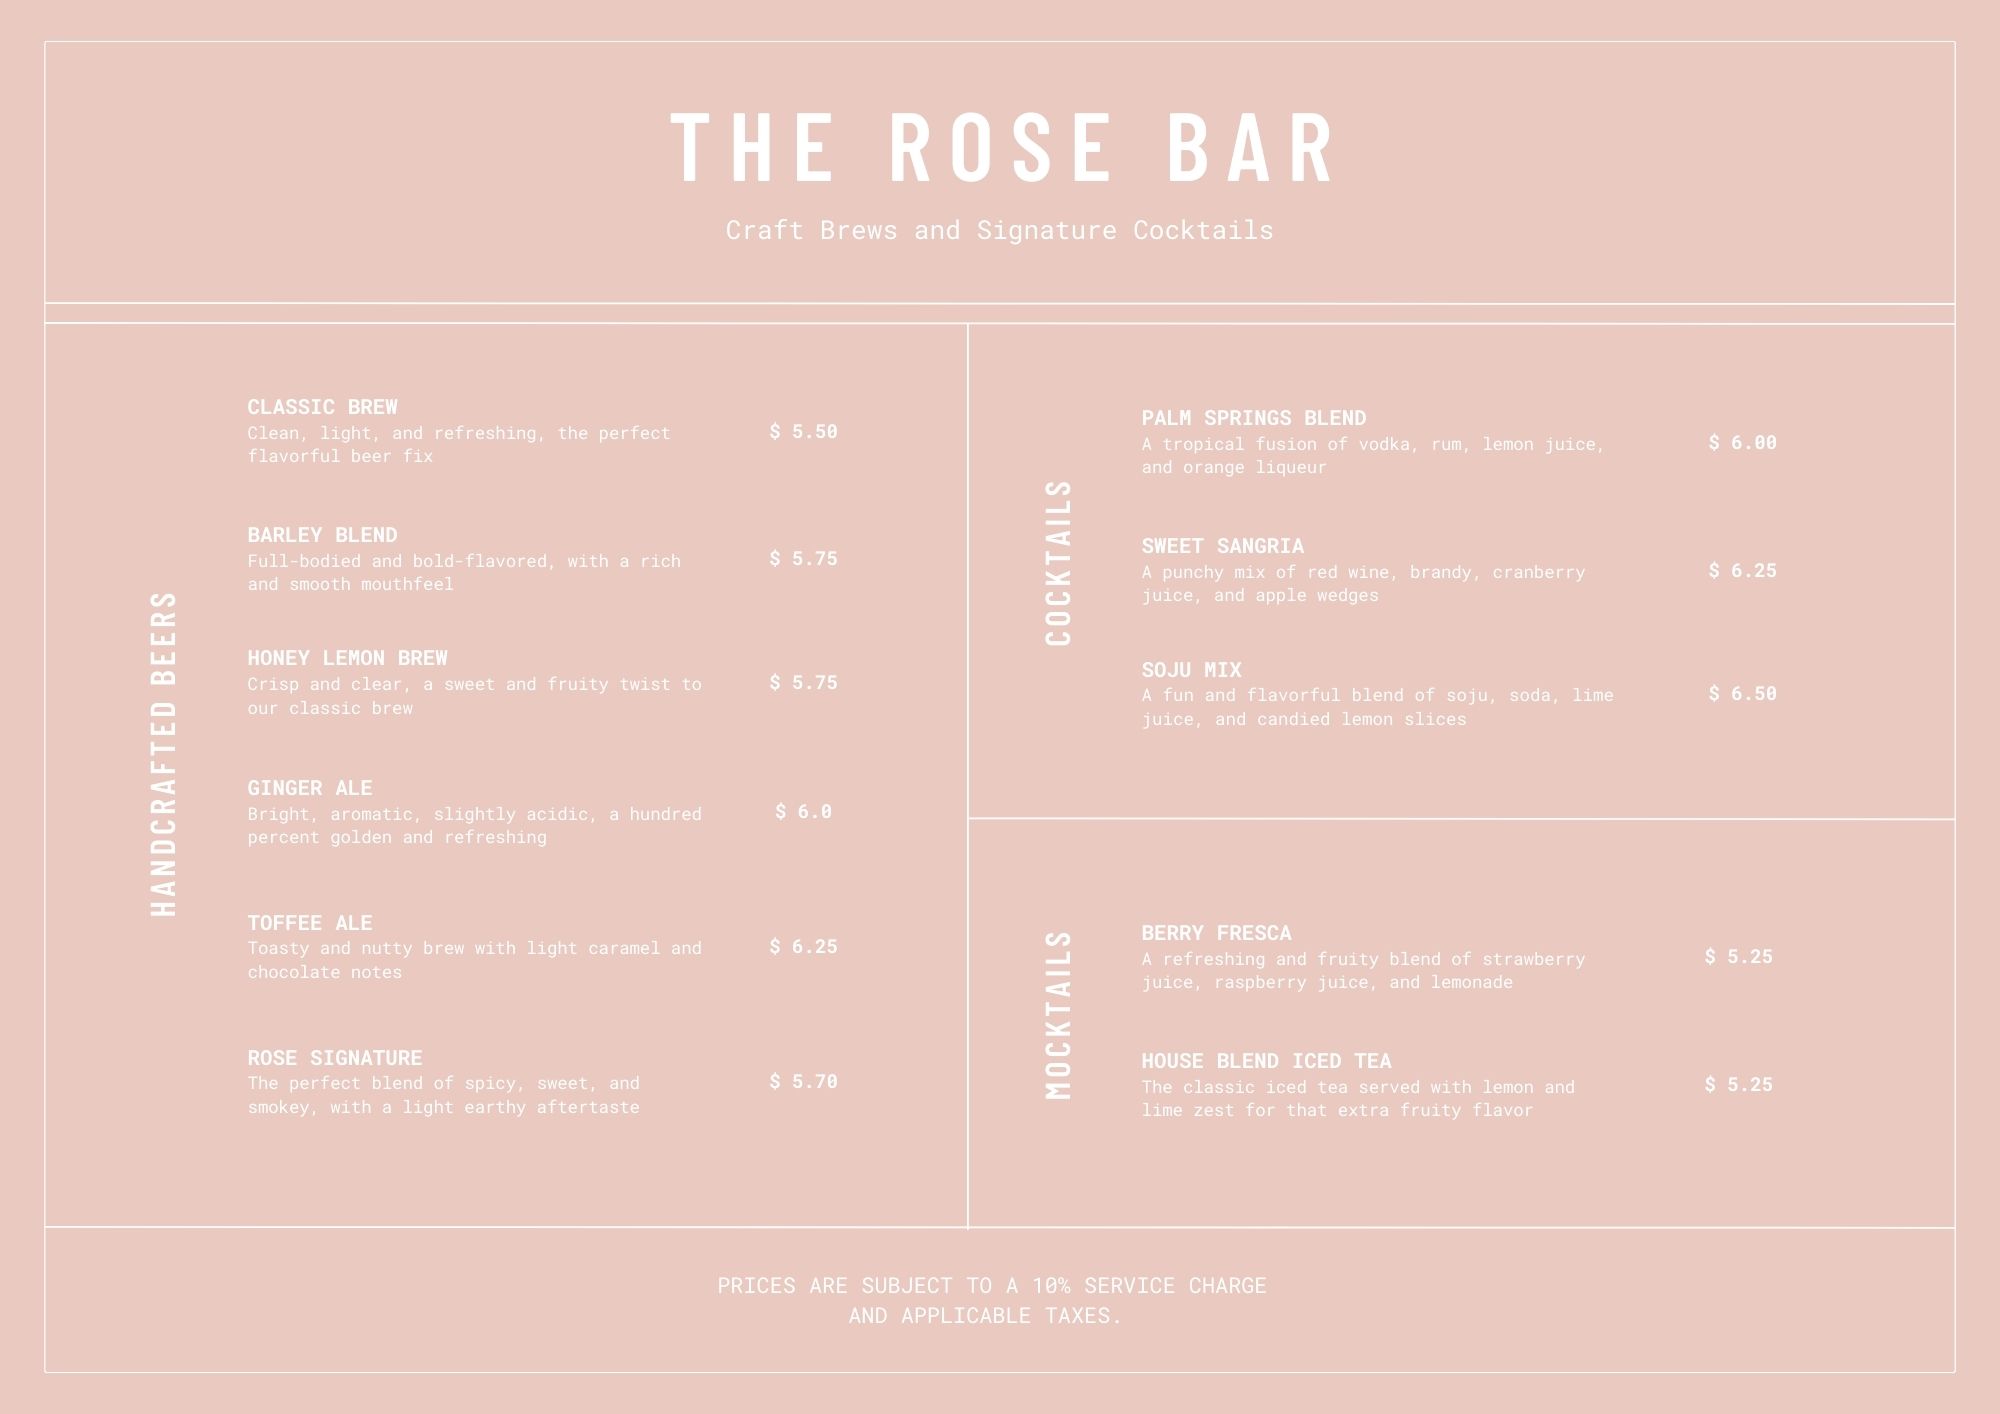 THE ROSE BAR
Craft Brews and Signature Cocktails
HANDCRAFTED BEERS
CLASSIC BREW
Clean, light, and refreshing, the perfect
flavorful beer fix
$ 5.50
BARLEY BLEND
Full-bodied and bold-flavored, with a rich
and smooth mouthfeel
$ 5.75
HONEY LEMON BREW
Crisp and clear, a sweet and fruity twist to
our classic brew
$ 5.75
GINGER ALE
Bright, aromatic, slightly acidic, a hundred
percent golden and refreshing
$ 6.0
TOFFEE ALE
Toasty and nutty brew with light caramel and
chocolate notes
$ 6.25
ROSE SIGNATURE
The perfect blend of spicy, sweet, and
smokey, with a light earthy aftertaste
$ 5.70
COCKTAILS
PALM SPRINGS BLEND
A tropical fusion of vodka, rum, lemon juice,
and orange liqueur
$ 6.00
SWEET SANGRIA
A punchy mix of red wine, brandy, cranberry
juice, and apple wedges
$ 6.25
SOJU MIX
A fun and flavorful blend of soju, soda, lime
juice, and candied lemon slices
$ 6.50
MOCKTAILS
BERRY FRESCA
A refreshing and fruity blend of strawberry
juice, raspberry juice, and lemonade
$ 5.25
HOUSE BLEND ICED TEA
The classic iced tea served with lemon and
lime zest for that extra fruity flavor
$ 5.25
PRICES ARE SUBJECT TO A 10% SERVICE CHARGE
AND APPLICABLE TAXES.